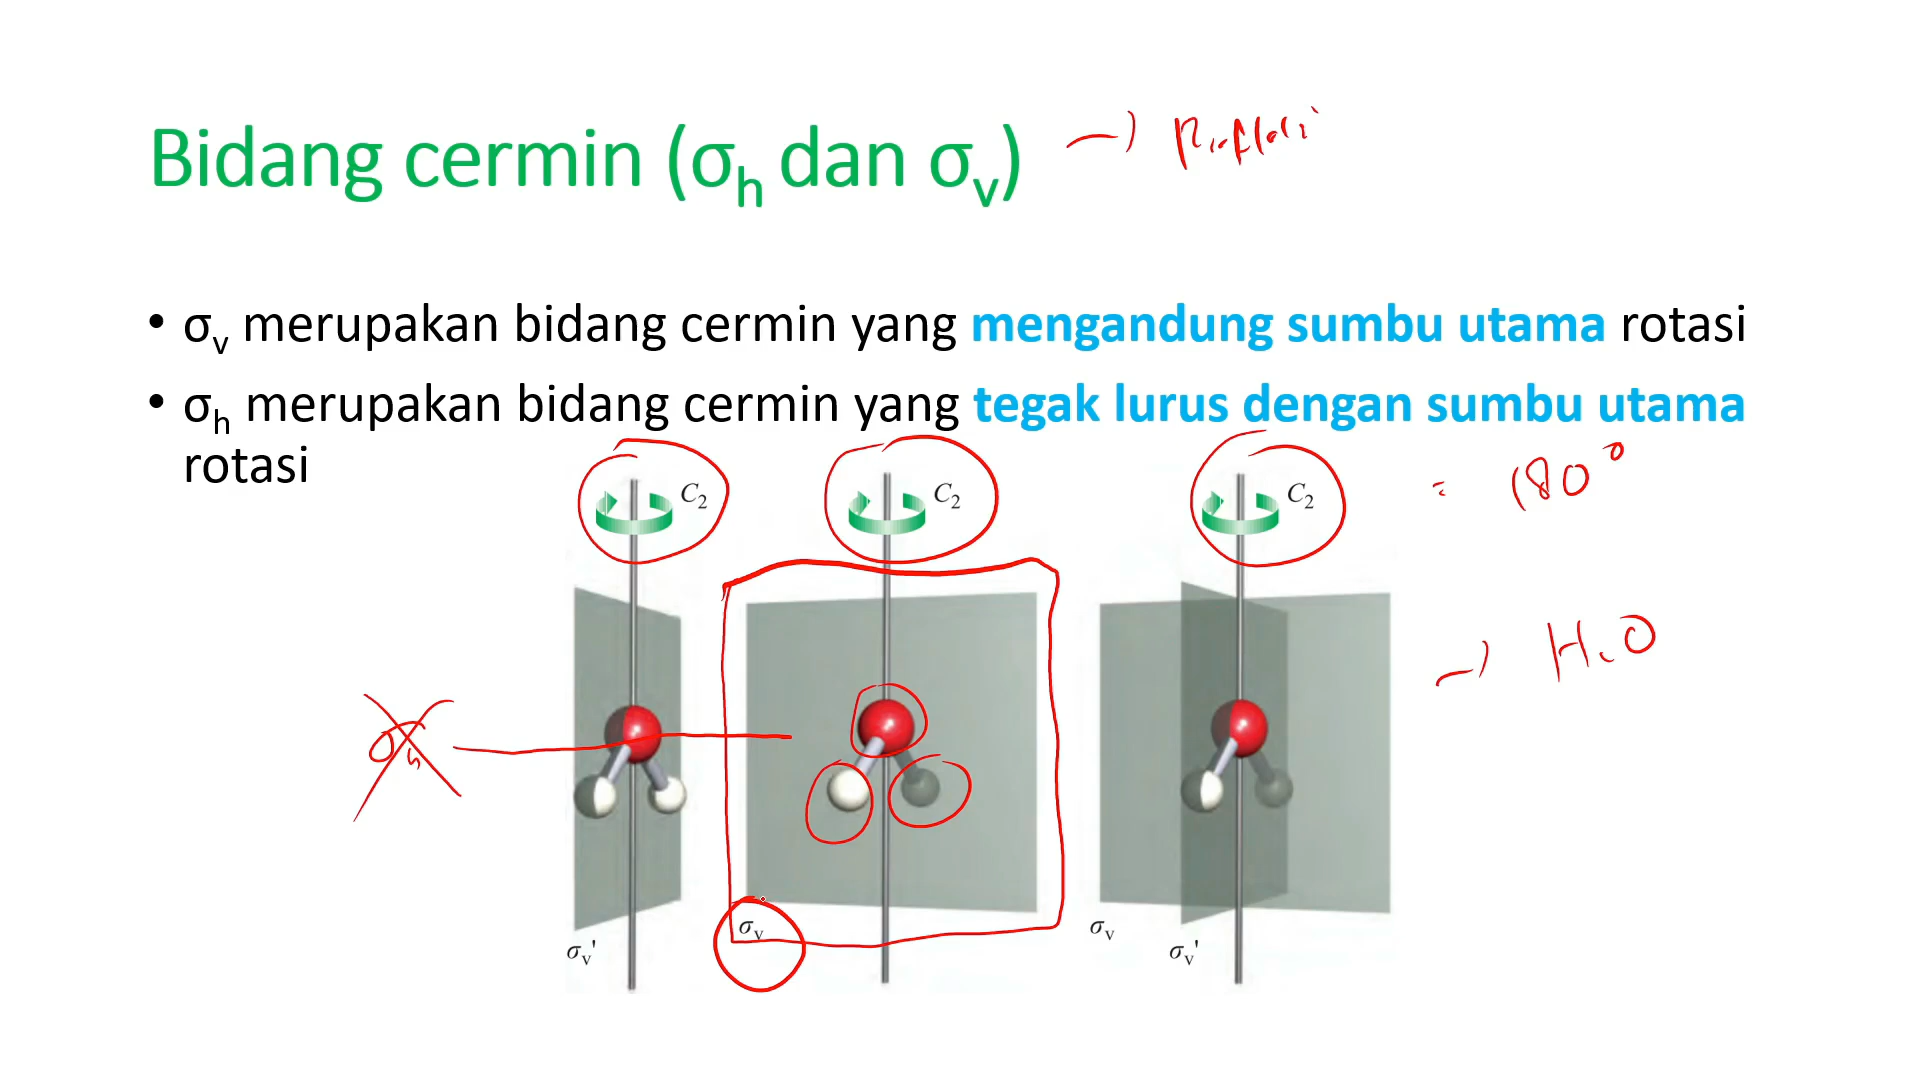 Bidang cermin (σh dan σv) → Refleksi
• σv merupakan bidang cermin yang mengandung sumbu utama rotasi
• σh merupakan bidang cermin yang tegak lurus dengan sumbu utama
rotasi
C2 C2 C2 = 180°
→ H2O
σh
σv' σv σv σv'